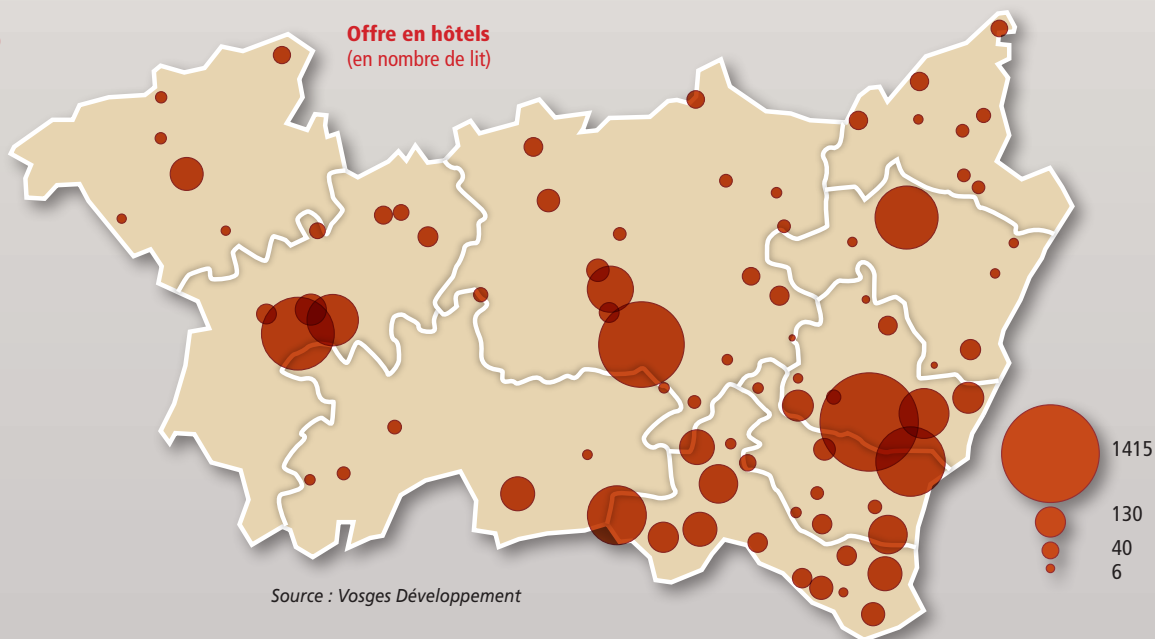 Offre en hôtels
(en nombre de lit)
1415
130
40
6
Source : Vosges Développement